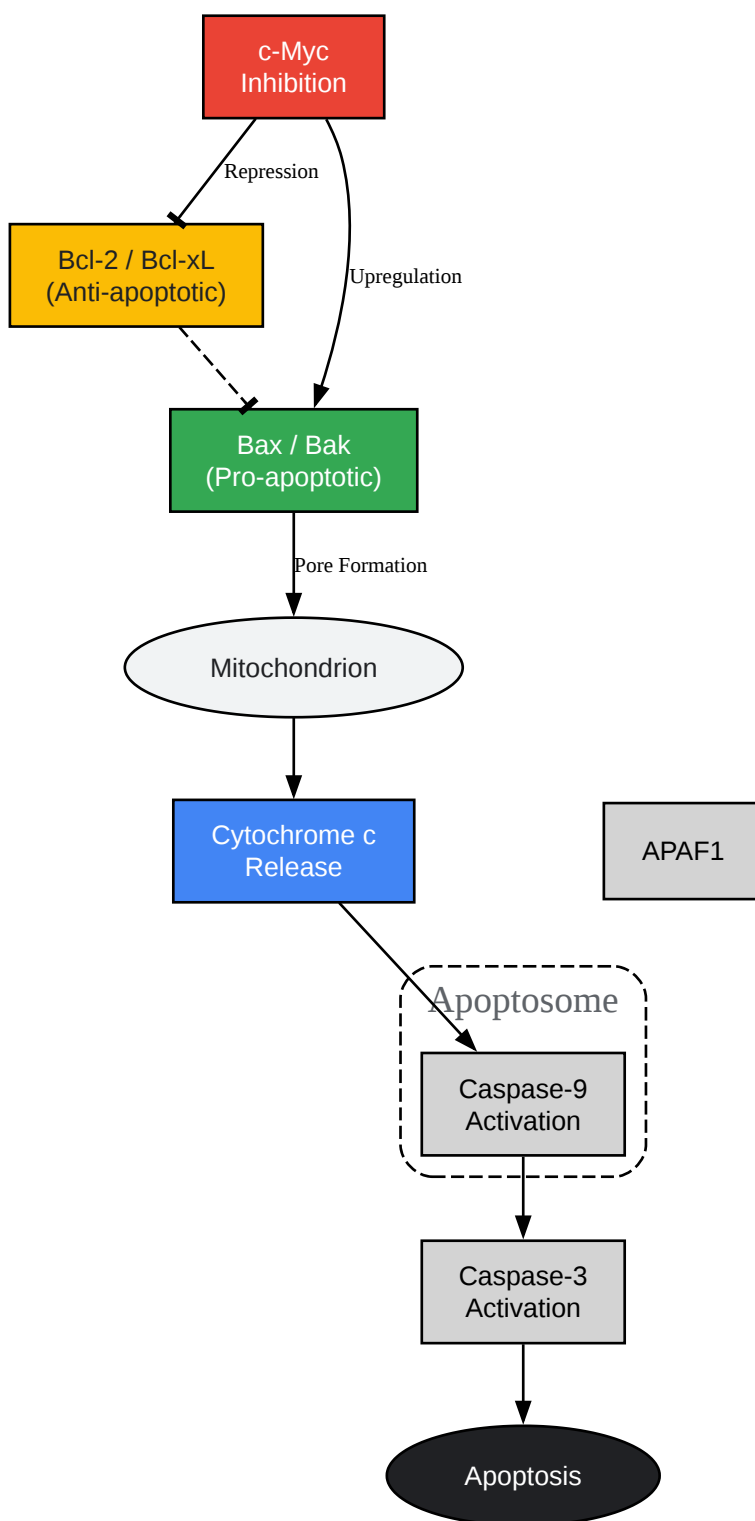 c-Myc
Inhibition
Repression
Bcl-2 / Bcl-xL
(Anti-apoptotic)
Upregulation
Bax / Bak
(Pro-apoptotic)
Pore Formation
Mitochondrion
Cytochrome c
Release
APAF1
Apoptosome
Caspase-9
Activation
Caspase-3
Activation
Apoptosis